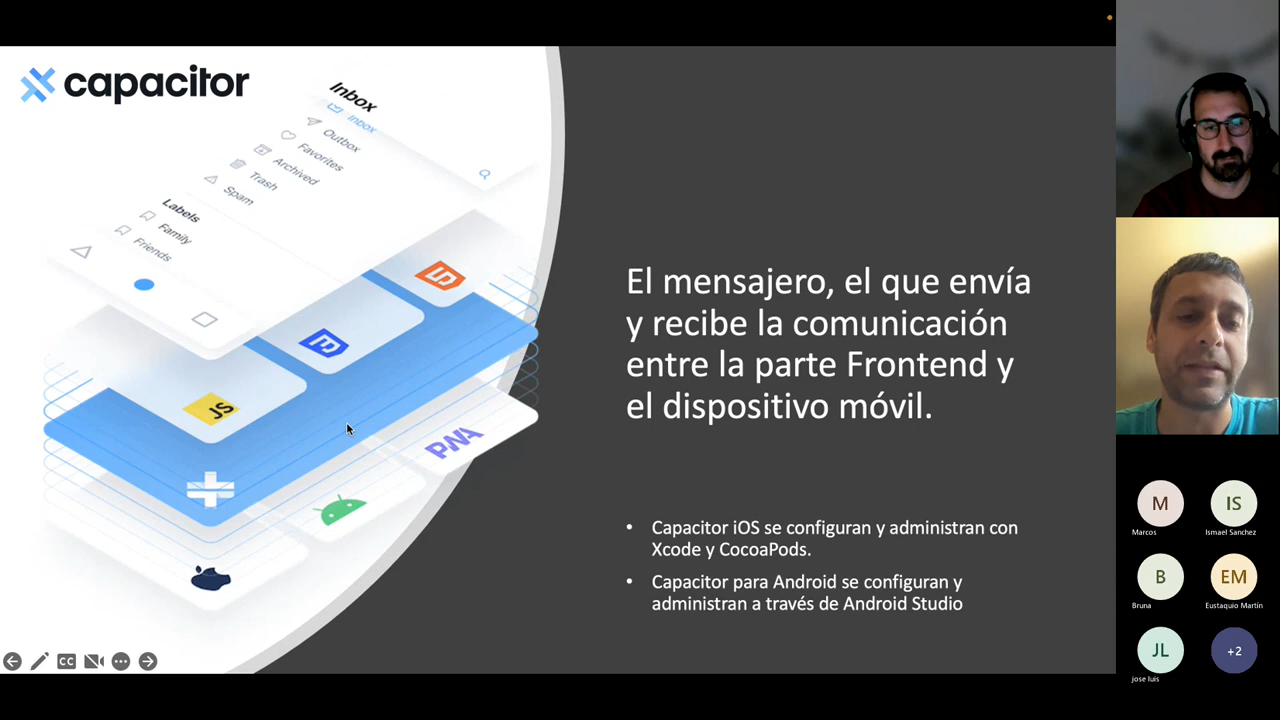 capacitor
Inbox
Inbox
Outbox
Favorites
Archived
Trash
Spam
Labels
Family
Friends
JS
PWA
El mensajero, el que envía
y recibe la comunicación
entre la parte Frontend y
el dispositivo móvil.
• Capacitor iOS se configuran y administran con
Xcode y CocoaPods.
• Capacitor para Android se configuran y
administran a través de Android Studio
CC
M
IS
Marcos
Ismael Sanchez
B
EM
Bruna
Eustaquio Martín
JL
+2
jose luis